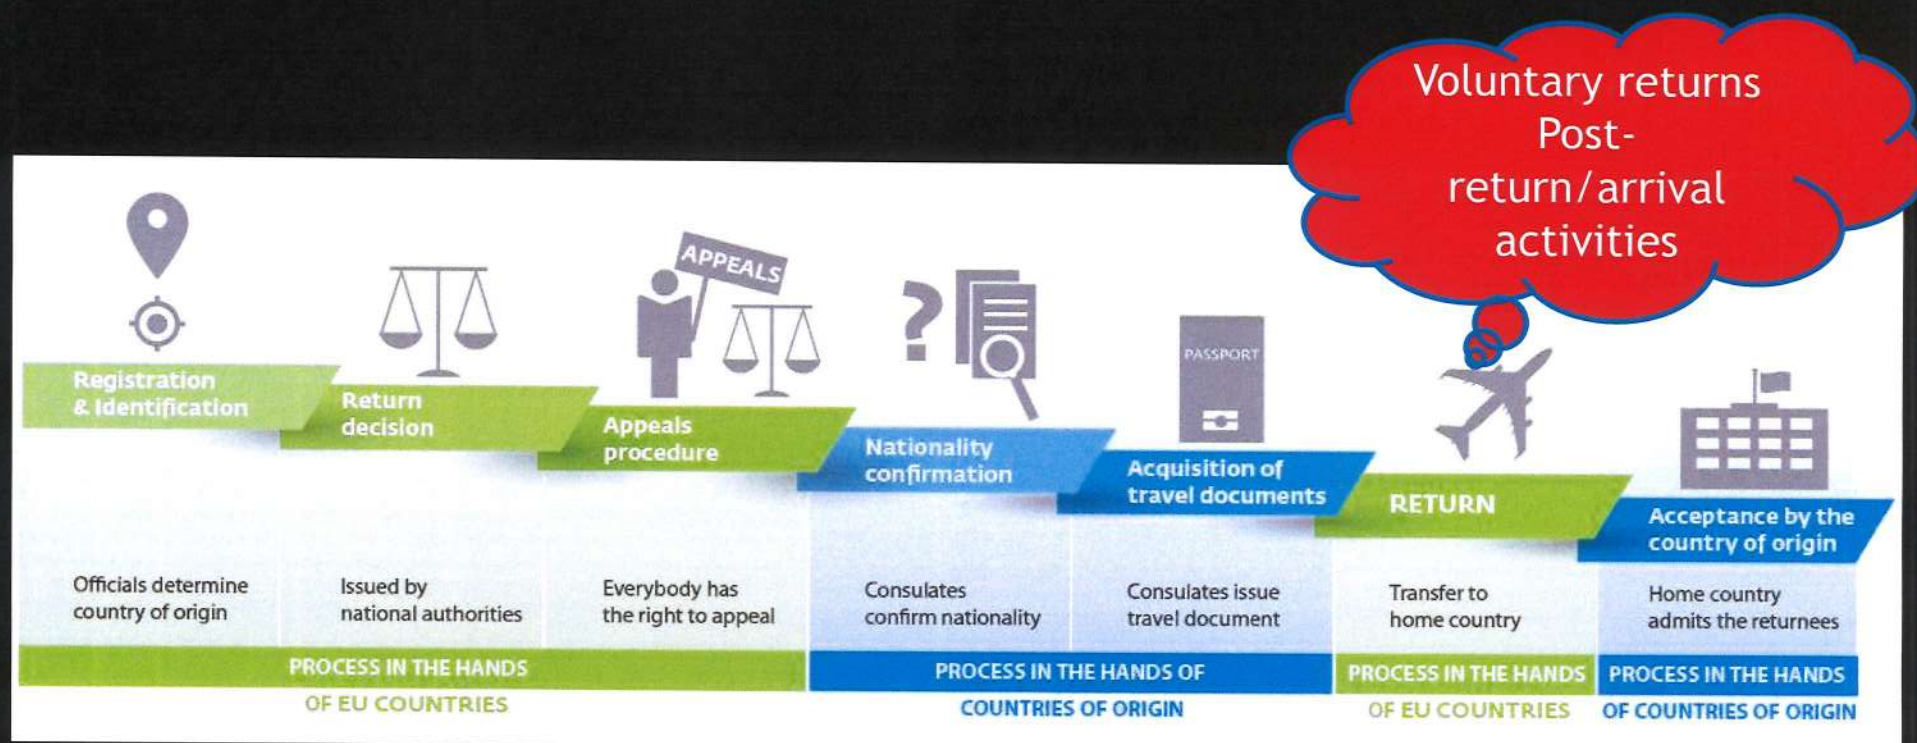 Voluntary returns
Post-
return/arrival
activities
APPEALS
PASSPORT
Registration
& Identification
Return
decision
Appeals
procedure
Nationality
confirmation
Acquisition of
travel documents
RETURN
Acceptance by the
country of origin
Officials determine
country of origin
Issued by
national authorities
Everybody has
the right to appeal
Consulates
confirm nationality
Consulates issue
travel document
Transfer to
home country
Home country
admits the returnees
PROCESS IN THE HANDS
OF EU COUNTRIES
PROCESS IN THE HANDS OF
COUNTRIES OF ORIGIN
PROCESS IN THE HANDS
OF EU COUNTRIES
PROCESS IN THE HANDS
OF COUNTRIES OF ORIGIN